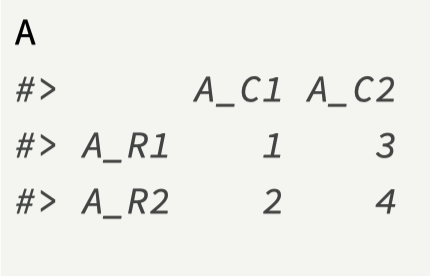 A
#>      A_C1 A_C2
#> A_R1    1    3
#> A_R2    2    4